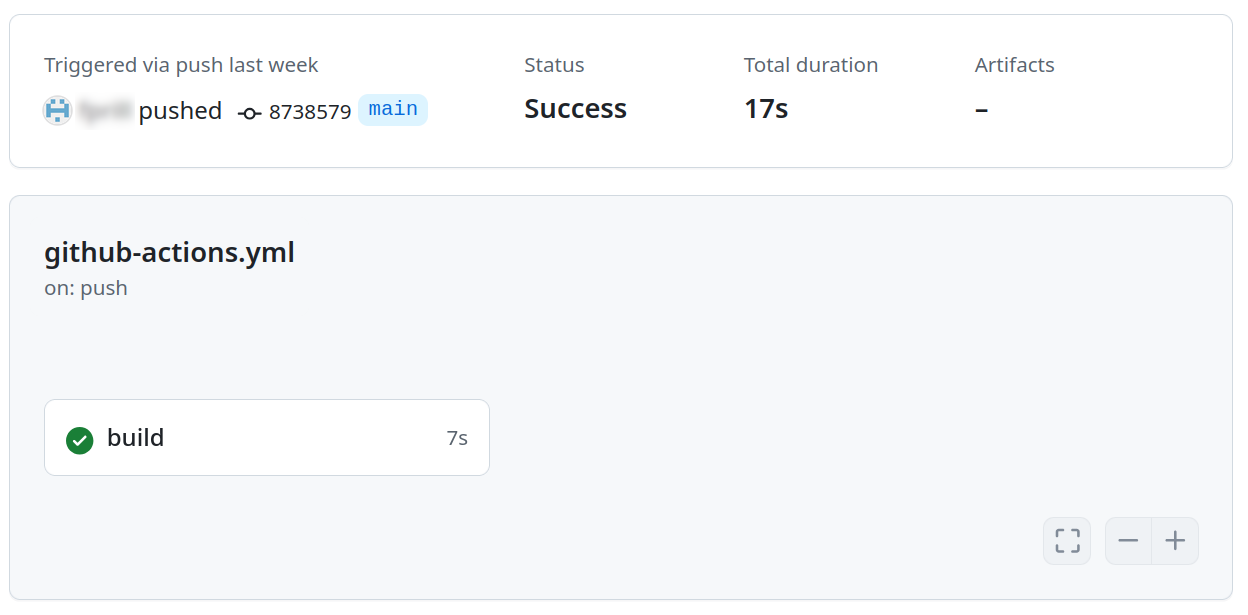 Triggered via push last week
pushed 8738579 main
Status
Success
Total duration
17s
Artifacts
–
github-actions.yml
on: push
build 7s